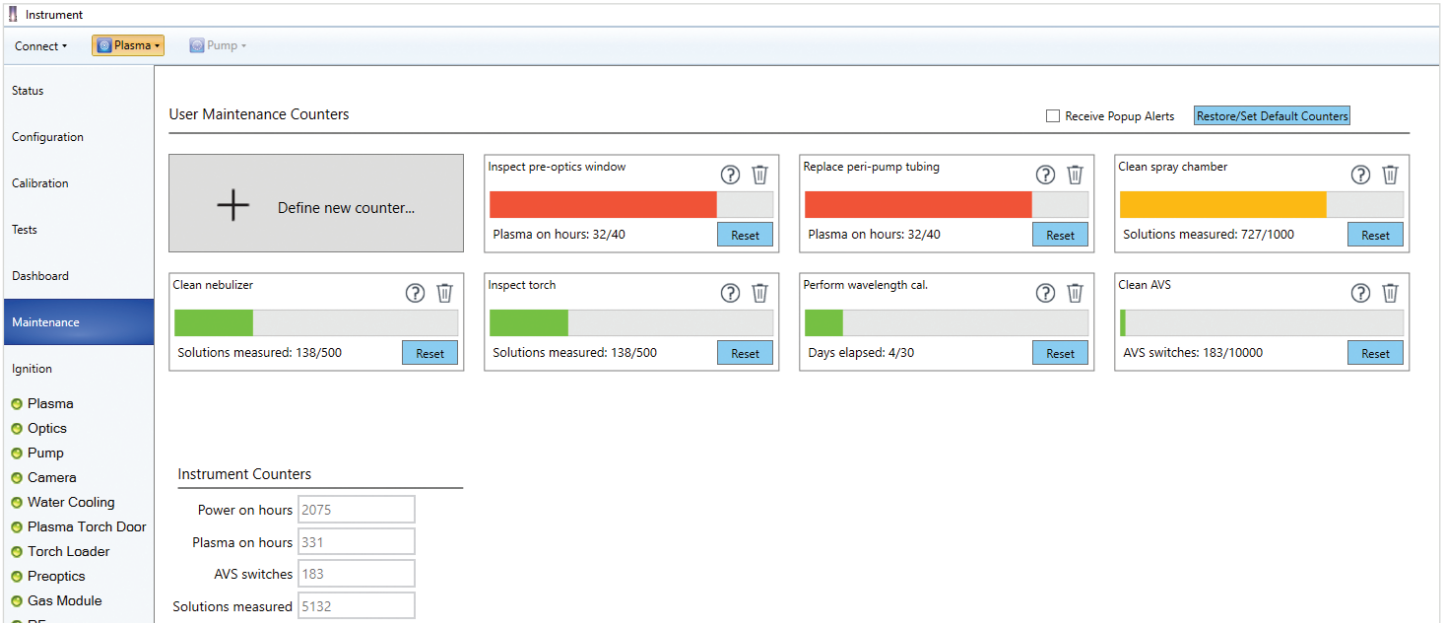 Instrument
Connect
Plasma
Pump
Status
Configuration
Calibration
Tests
Dashboard
Maintenance
Ignition
Plasma
Optics
Pump
Camera
Water Cooling
Plasma Torch Door
Torch Loader
Preoptics
Gas Module
User Maintenance Counters
Receive Popup Alerts
Restore/Set Default Counters
Define new counter...
Inspect pre-optics window
Plasma on hours: 32/40
Reset
Replace peri-pump tubing
Plasma on hours: 32/40
Reset
Clean spray chamber
Solutions measured: 727/1000
Reset
Clean nebulizer
Solutions measured: 138/500
Reset
Inspect torch
Solutions measured: 138/500
Reset
Perform wavelength cal.
Days elapsed: 4/30
Reset
Clean AVS
AVS switches: 183/10000
Reset
Instrument Counters
Power on hours 2075
Plasma on hours 331
AVS switches 183
Solutions measured 5132